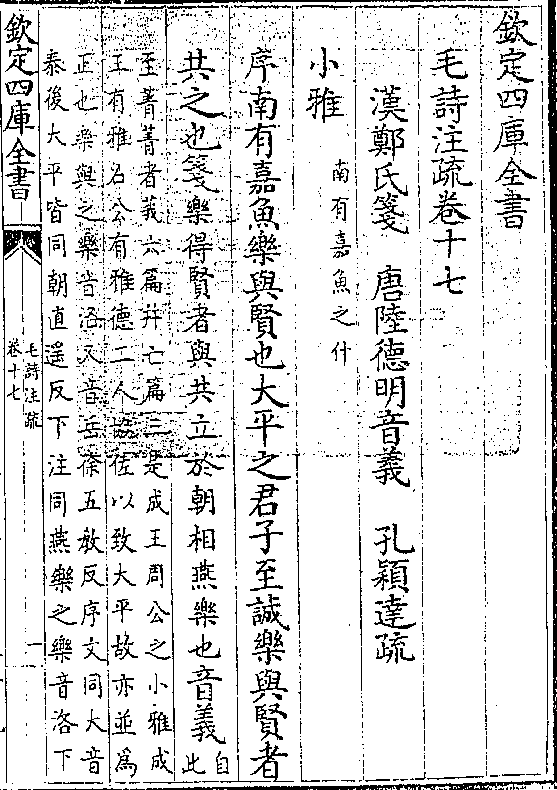 欽定四庫全書
毛詩注疏卷十七
漢鄭氏箋 唐陸德明音義 孔穎達疏
小雅
南有嘉魚之什
序南有嘉魚樂與賢也大平之君子至誠樂與賢者
共之也箋樂得賢者與共立於朝相燕樂也音義
自此
至菁菁者莪六篇并亡篇三是成王周公之小雅成
王有雅名公有雅德二人協佐以致大平故亦並為
正也樂與之樂音洛又音岳徐五教反序文同大音
泰後大平皆同朝直遥反下注同燕樂之樂音洛下
欽定四庫全書
毛詩注疏
卷十七
一